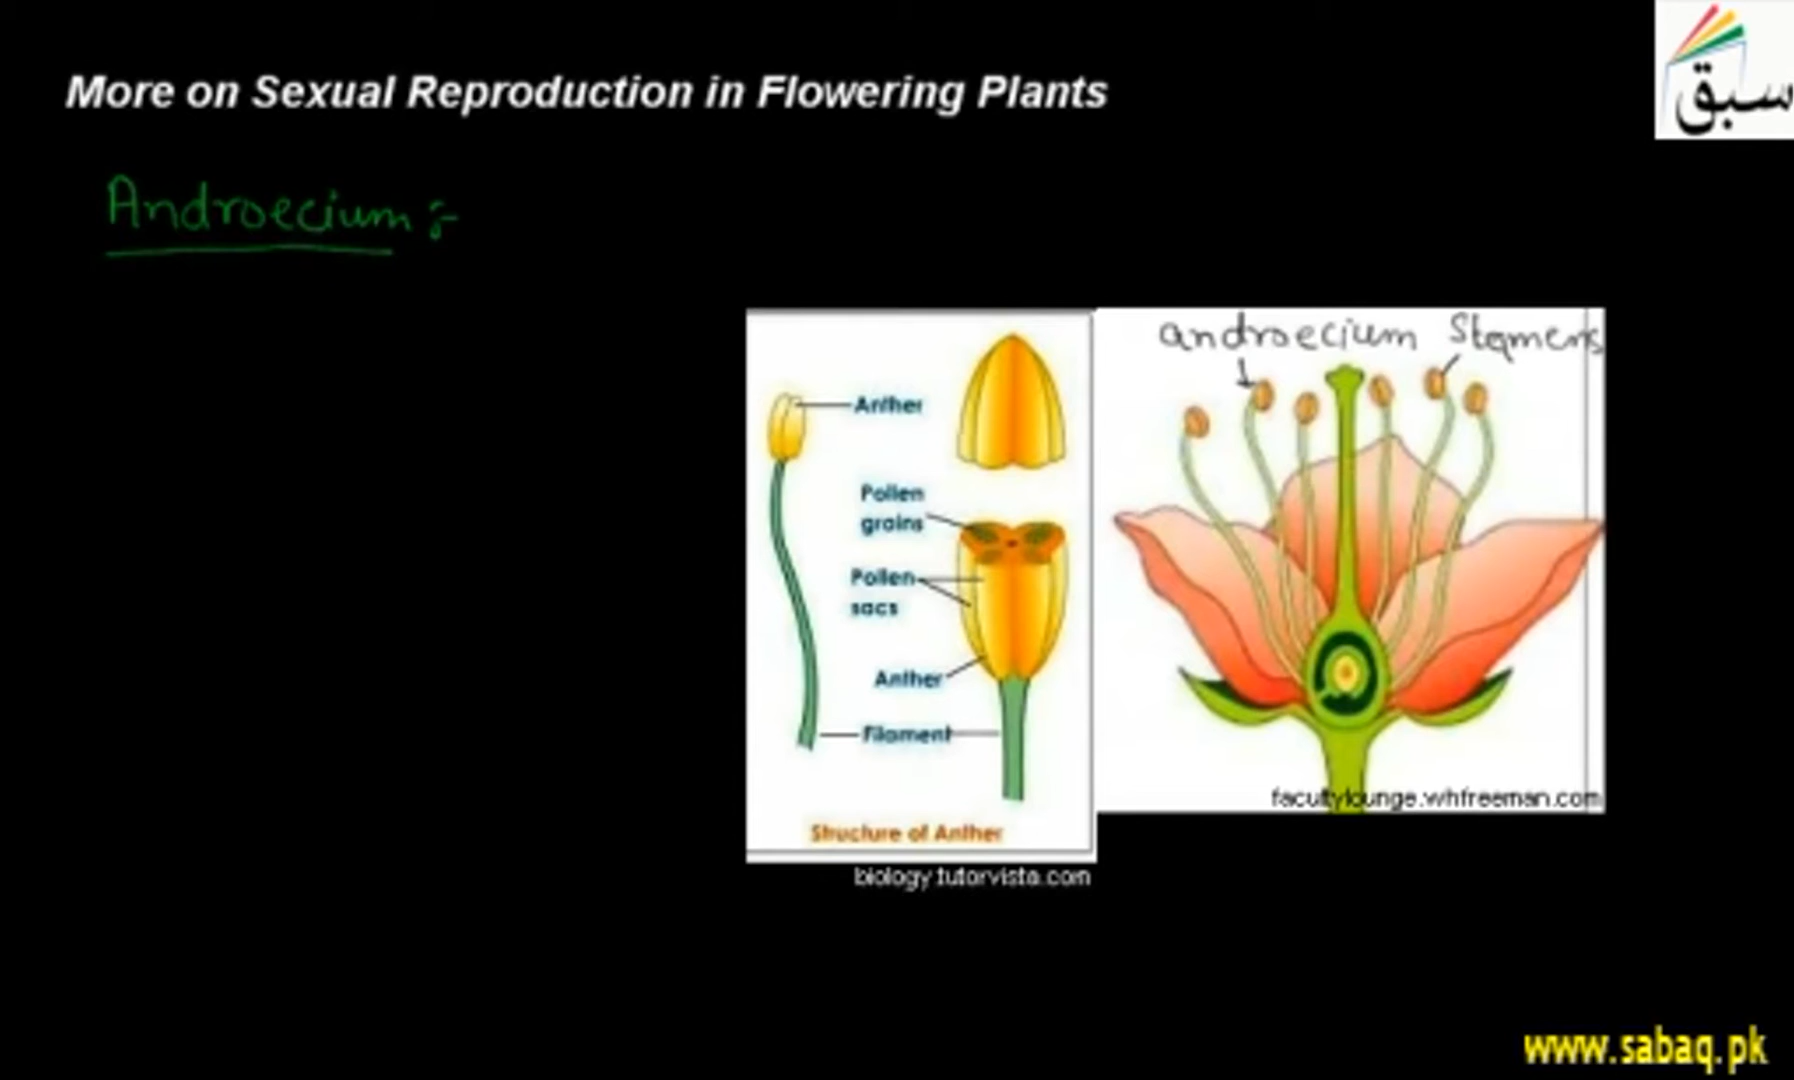 More on Sexual Reproduction in Flowering Plants
سبق
Androecium :-
androecium Stamens
Anther
Pollen
grains
Pollen
sacs
Anther
Filament
Structure of Anther
facultylounge.whfreeman.com
biology.tutorvista.com
www.sabaq.pk